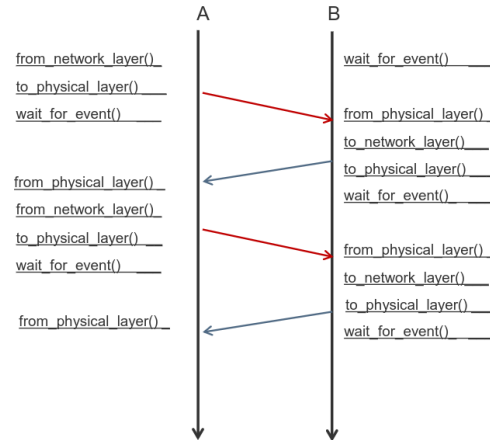 A
B
from_network_layer()
to_physical_layer()
wait_for_event()
from_physical_layer()
from_network_layer()
to_physical_layer()
wait_for_event()
from_physical_layer()
wait_for_event()
from_physical_layer()
to_network_layer()
to_physical_layer()
wait_for_event()
from_physical_layer()
to_network_layer()
to_physical_layer()
wait_for_event()